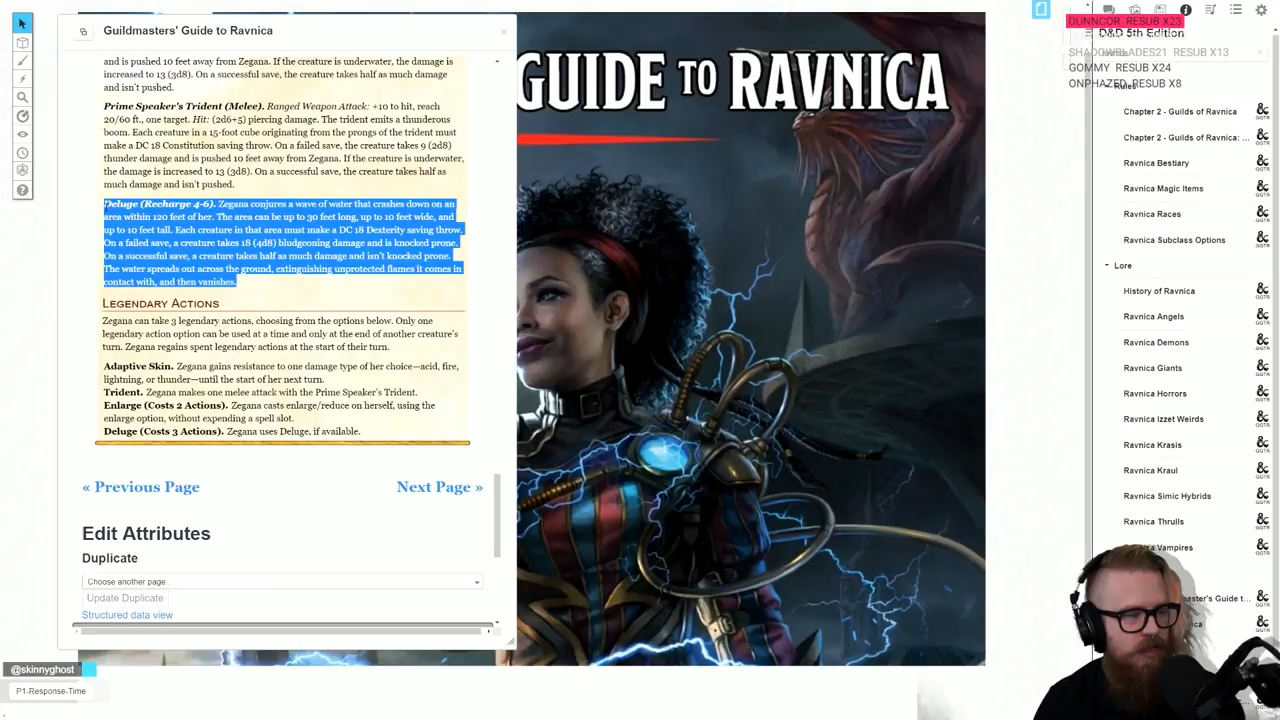 Guildmasters' Guide to Ravnica
and is pushed 10 feet away from Zegana. If the creature is underwater, the damage is
increased to 13 (3d8). On a successful save, the creature takes half as much damage
and isn't pushed.
Prime Speaker's Trident (Melee). Ranged Weapon Attack: +10 to hit, reach
20/60 ft., one target. Hit: (2d6+5) piercing damage. The trident emits a thunderous
boom. Each creature in a 15-foot cube originating from the prongs of the trident must
make a DC 18 Constitution saving throw. On a failed save, the creature takes 9 (2d8)
thunder damage and is pushed 10 feet away from Zegana. If the creature is underwater,
the damage is increased to 13 (3d8). On a successful save, the creature takes half as
much damage and isn't pushed.
Deluge (Recharge 4-6). Zegana conjures a wave of water that crashes down on an
area within 120 feet of her. The area can be up to 30 feet long, up to 10 feet wide, and
up to 10 feet tall. Each creature in that area must make a DC 18 Dexterity saving throw.
On a failed save, a creature takes 18 (4d8) bludgeoning damage and is knocked prone.
On a successful save, a creature takes half as much damage and isn't knocked prone.
The water spreads out across the ground, extinguishing unprotected flames it comes in
contact with, and then vanishes.
Legendary Actions
Zegana can take 3 legendary actions, choosing from the options below. Only one
legendary action option can be used at a time and only at the end of another creature's
turn. Zegana regains spent legendary actions at the start of their turn.
Adaptive Skin. Zegana gains resistance to one damage type of her choice—acid, fire,
lightning, or thunder—until the start of her next turn.
Trident. Zegana makes one melee attack with the Prime Speaker's Trident.
Enlarge (Costs 2 Actions). Zegana casts enlarge/reduce on herself, using the
enlarge option, without expending a spell slot.
Deluge (Costs 3 Actions). Zegana uses Deluge, if available.
« Previous Page
Next Page »
Edit Attributes
Duplicate
Choose another page...
Update Duplicate
Structured data view
@skinnyghost
P1-Response-Time
GUIDE TO RAVNICA
DUNNCOR RESUB X23
D&D 5th Edition
SHADOWBLADES21 RESUB X13
GOMMY RESUB X24
ONPHAZED RESUB X8
Rules
Chapter 2 - Guilds of Ravnica
Chapter 2 - Guilds of Ravnica: ...
Ravnica Bestiary
Ravnica Magic Items
Ravnica Races
Ravnica Subclass Options
Lore
History of Ravnica
Ravnica Angels
Ravnica Demons
Ravnica Giants
Ravnica Horrors
Ravnica Izzet Weirds
Ravnica Krasis
Ravnica Kraul
Ravnica Simic Hybrids
Ravnica Thrulls
Vampires